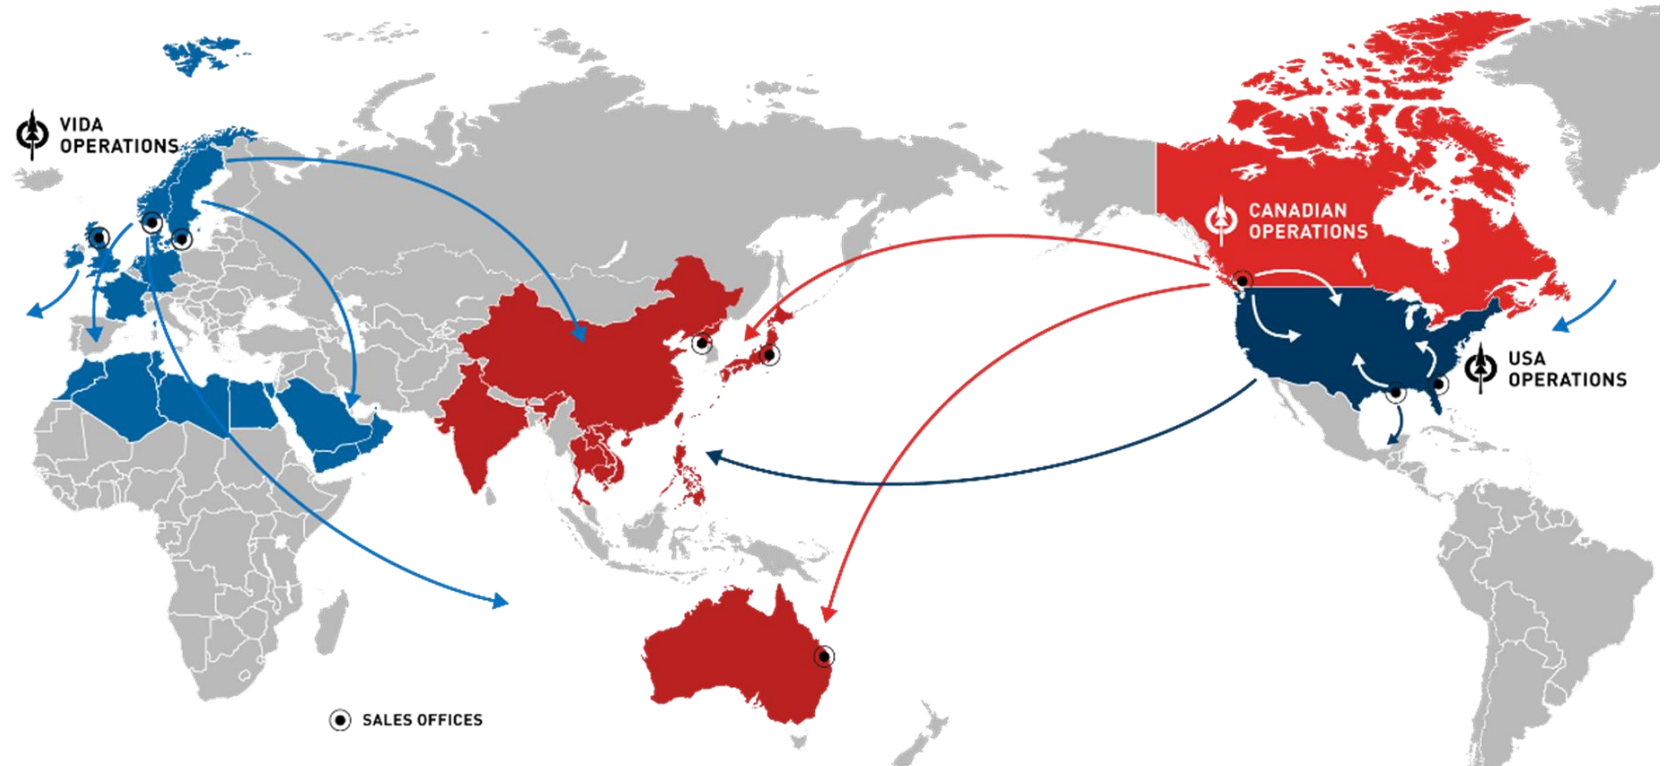 VIDA
OPERATIONS
CANADIAN
OPERATIONS
USA
OPERATIONS
SALES OFFICES